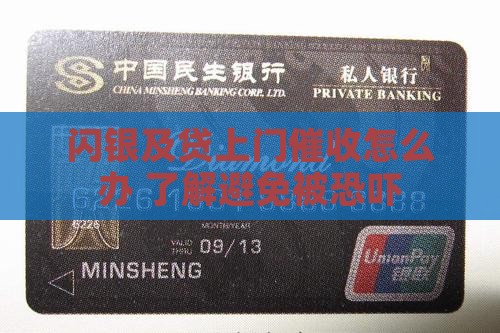 中国民生银行
CHINA MINSHENG BANKING CORP., LTD.
私人银行
PRIVATE BANKING
闪银及贷上门催收怎么
Diamond
办 了解避免被恐吓
6226
MONTH/YEAR
VALID
THRU
09/13
MINSHENG
UnionPay
银联